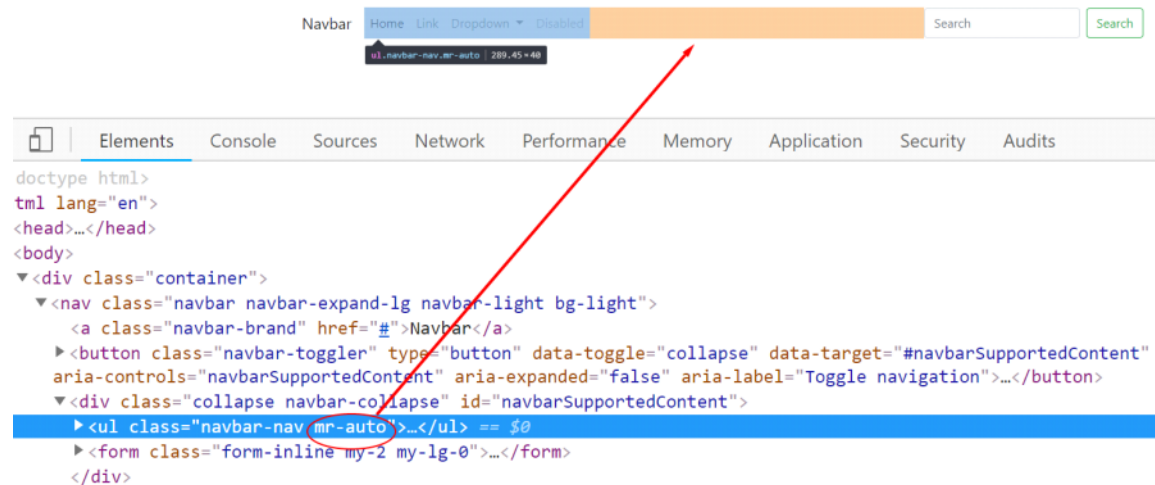 Navbar Home Link Dropdown Disabled Search Search
ul.navbar-nav.mr-auto | 289.45×40
Elements Console Sources Network Performance Memory Application Security Audits
doctype html>
tml lang="en">
<head>…</head>
<body>
▼<div class="container">
▼<nav class="navbar navbar-expand-lg navbar-light bg-light">
<a class="navbar-brand" href="#">Navbar</a>
▶<button class="navbar-toggler" type="button" data-toggle="collapse" data-target="#navbarSupportedContent"
aria-controls="navbarSupportedContent" aria-expanded="false" aria-label="Toggle navigation">…</button>
▼<div class="collapse navbar-collapse" id="navbarSupportedContent">
▶<ul class="navbar-nav mr-auto">…</ul> == $0
▶<form class="form-inline my-2 my-lg-0">…</form>
</div>